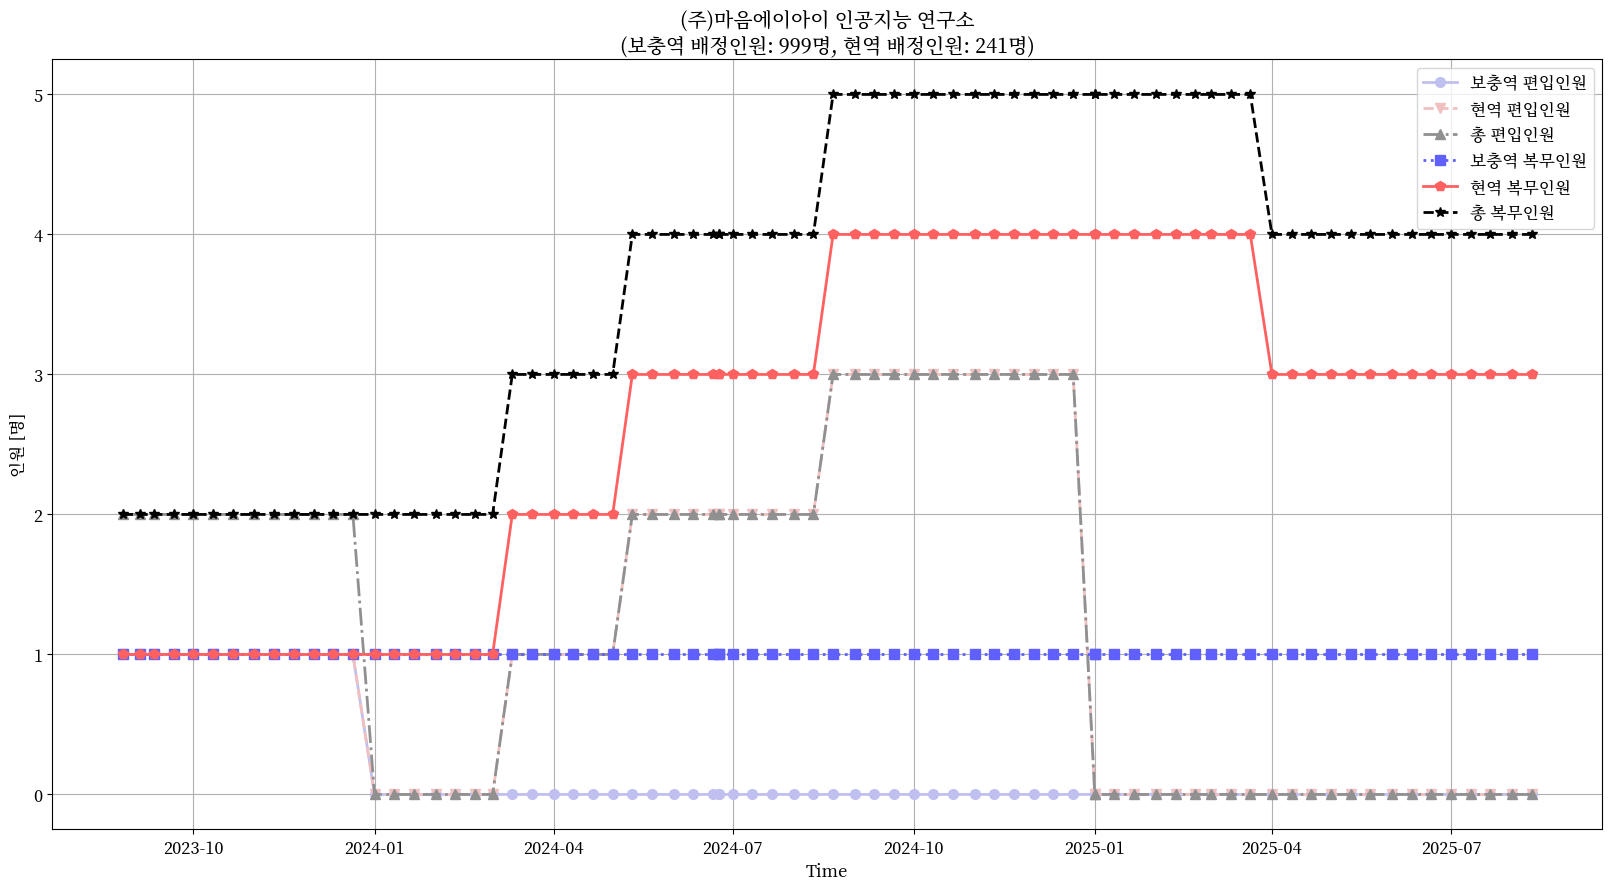 (주)마음에이아이 인공지능 연구소
(보충역 배정인원: 999명, 현역 배정인원: 241명)
보충역 편입인원
현역 편입인원
총 편입인원
보충역 복무인원
현역 복무인원
총 복무인원
인원 [명]
5
4
3
2
1
0
2023-10
2024-01
2024-04
2024-07
2024-10
2025-01
2025-04
2025-07
Time